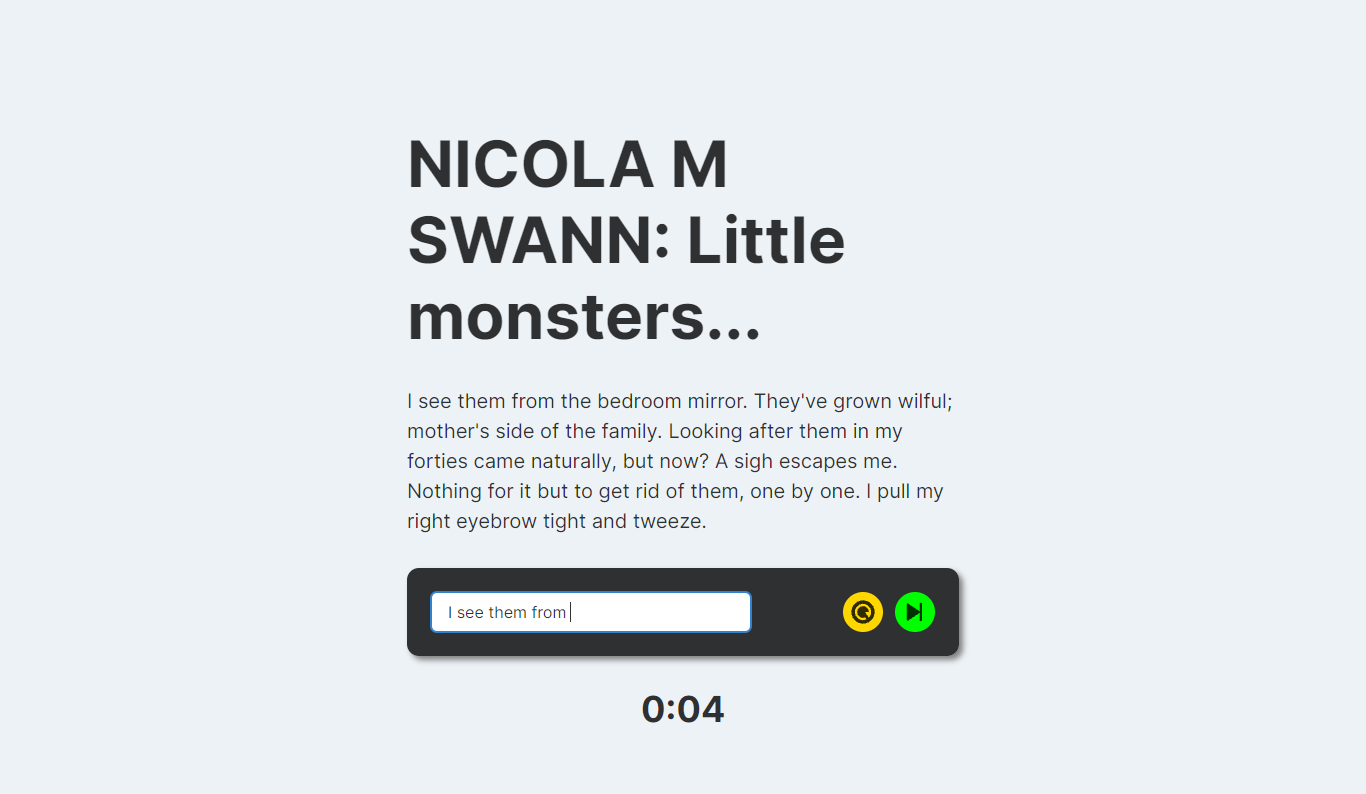 NICOLA M
SWANN: Little
monsters...
I see them from the bedroom mirror. They've grown wilful;
mother's side of the family. Looking after them in my
forties came naturally, but now? A sigh escapes me.
Nothing for it but to get rid of them, one by one. I pull my
right eyebrow tight and tweeze.
I see them from
0:04